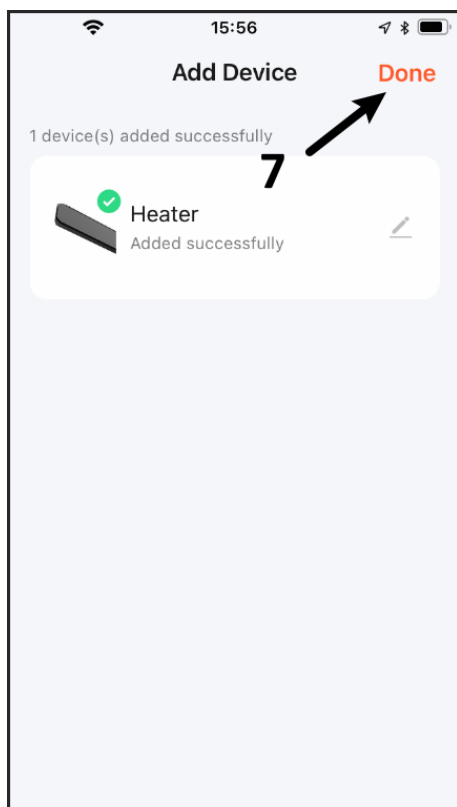 15:56
Add Device
Done
1 device(s) added successfully
7
Heater
Added successfully